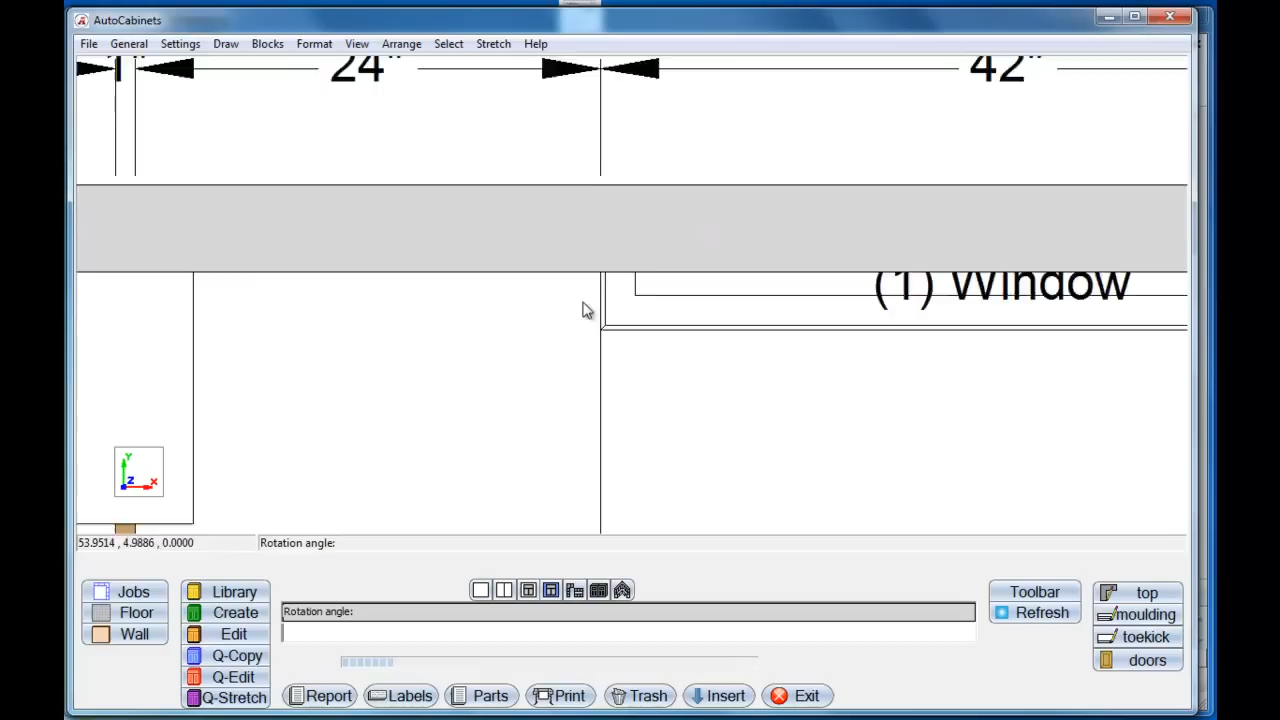 AutoCabinets
File General Settings Draw Blocks Format View Arrange Select Stretch Help
1" 24" 42"
(1) Window
Y
Z X
53.9514 , 4.9886 , 0.0000 Rotation angle:
Jobs Library Toolbar top
Floor Create Rotation angle: Refresh moulding
Wall Edit toekick
Q-Copy doors
Q-Edit
Q-Stretch Report Labels Parts Print Trash Insert Exit